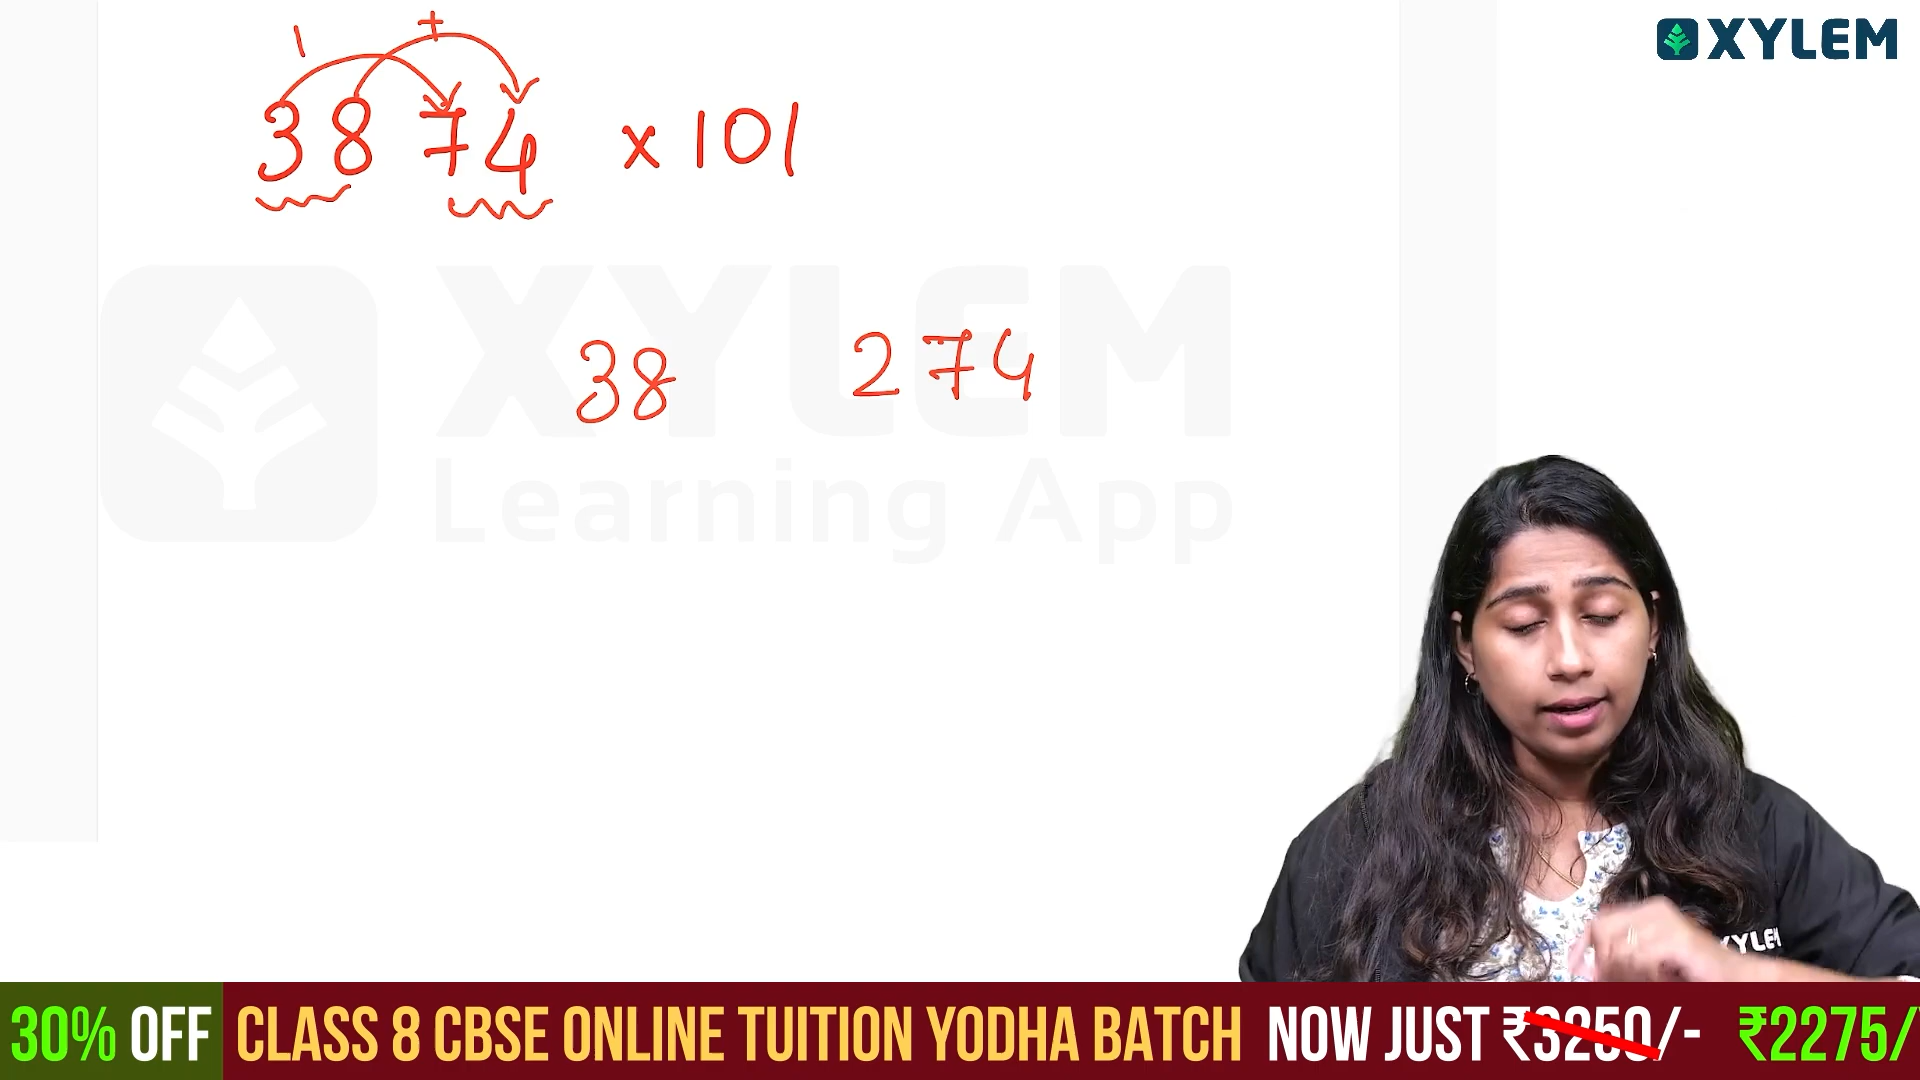 XYLEM
1 +
3874 x 101
XYLEM
Learning App
38 274
XYLEM
30% OFF CLASS 8 CBSE ONLINE TUITION YODHA BATCH NOW JUST ₹3250/- ₹2275/